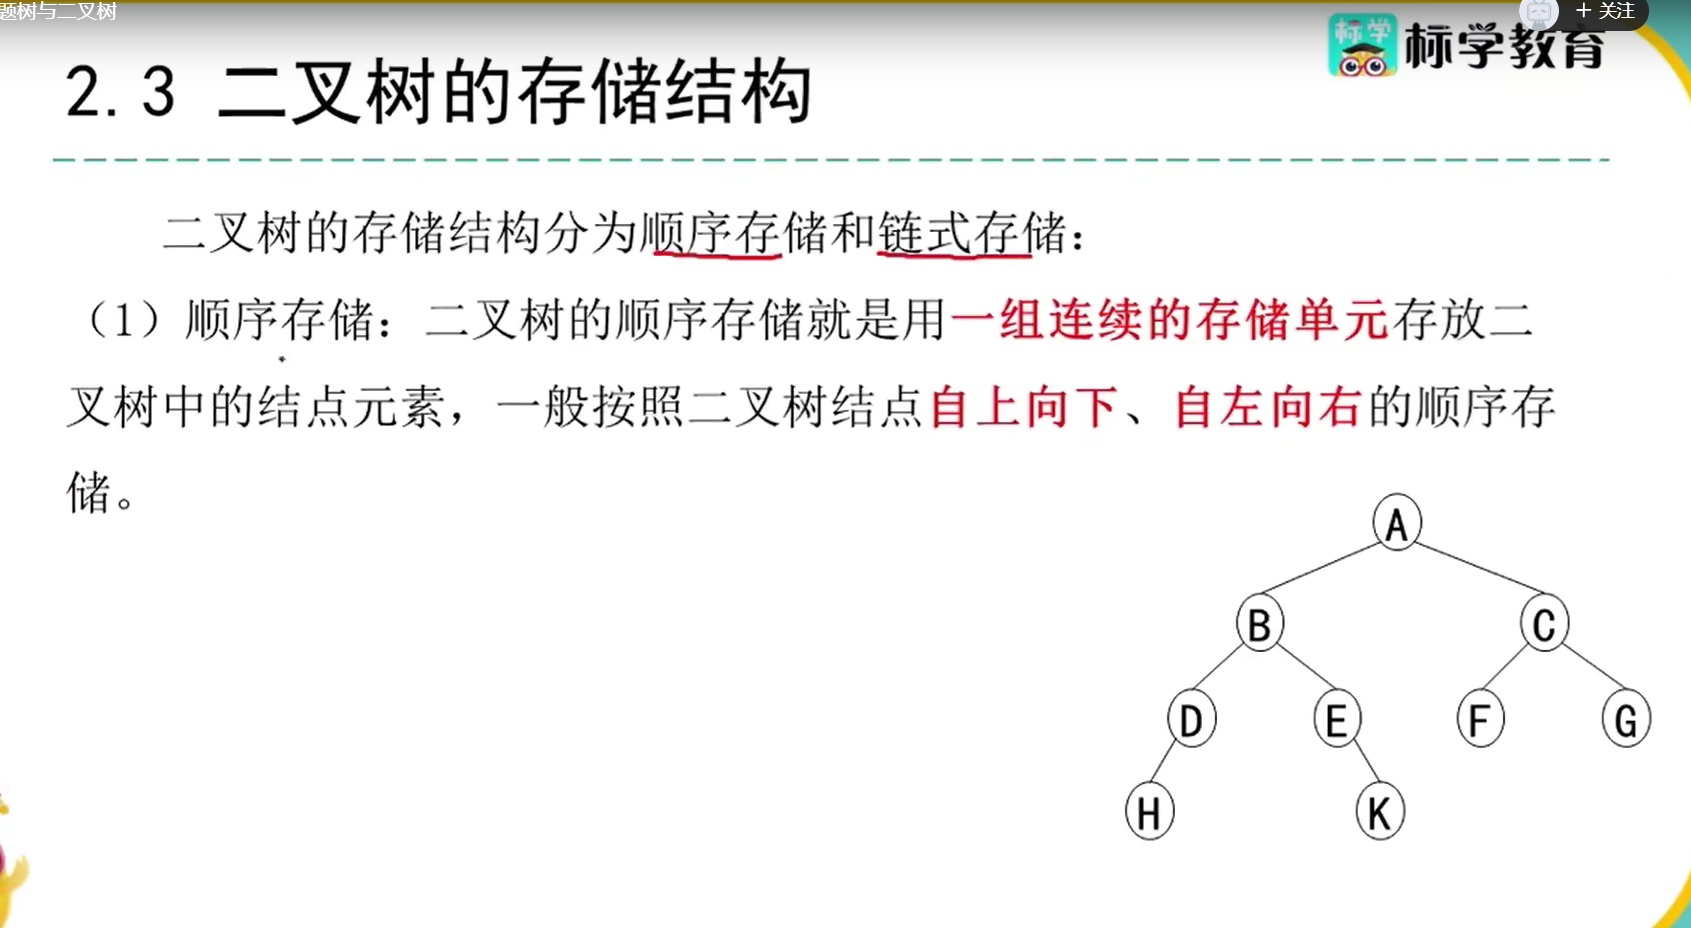 题树与二叉树
+ 关注
标学
标学教育
2.3 二叉树的存储结构
二叉树的存储结构分为顺序存储和链式存储：
（1）顺序存储：二叉树的顺序存储就是用一组连续的存储单元存放二
叉树中的结点元素，一般按照二叉树结点自上向下、自左向右的顺序存
储。
A
B
C
D
E
F
G
H
K